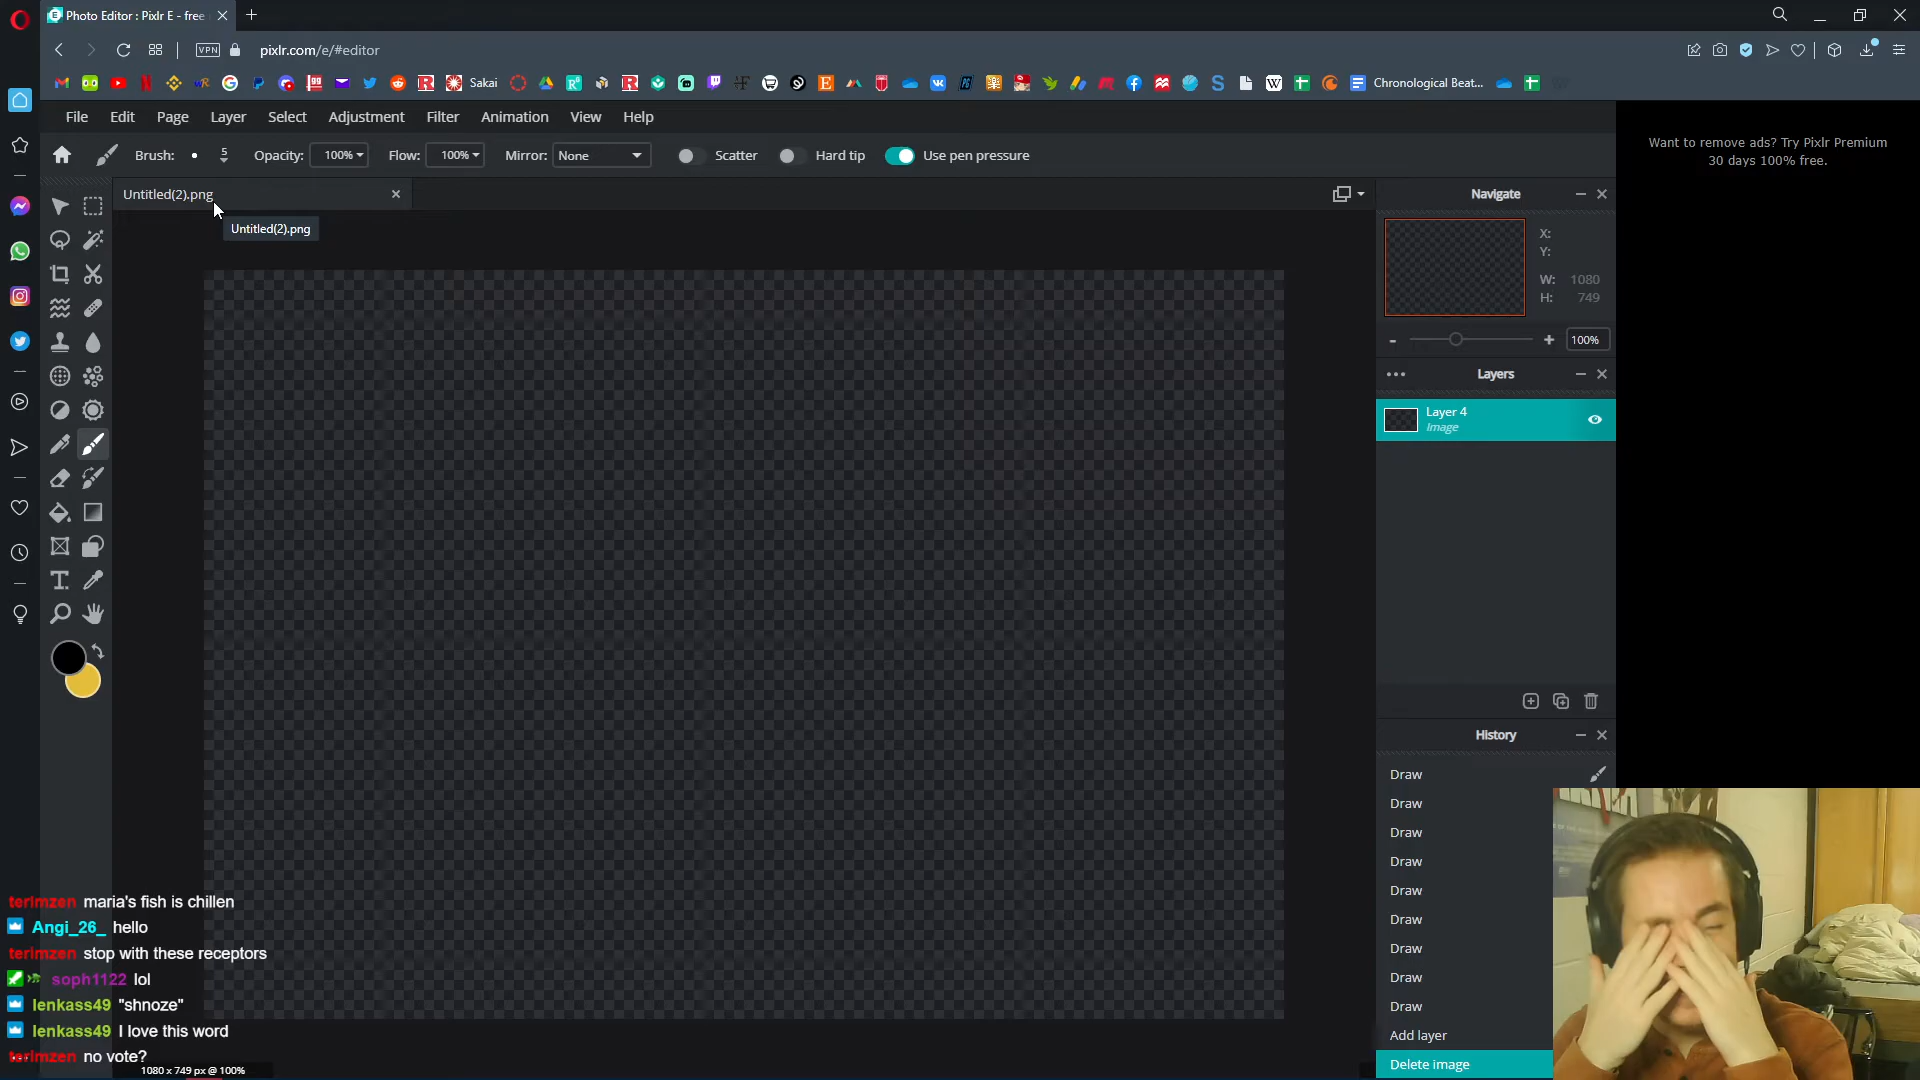 Photo Editor : Pixlr E - free
VPN
pixlr.com/e/#editor
Sakai
Chronological Beat...
File Edit Page Layer Select Adjustment Filter Animation View Help
Brush: 5 Opacity: 100% Flow: 100% Mirror: None Scatter Hard tip Use pen pressure
Want to remove ads? Try Pixlr Premium
30 days 100% free.
Untitled(2).png
Untitled(2).png
Navigate
X:
Y:
W: 1080
H: 749
100%
Layers
Layer 4
Image
History
Draw
Draw
Draw
Draw
Draw
Draw
Draw
Draw
Draw
Add layer
Delete image
terimzen maria's fish is chillen
Angi_26_ hello
terimzen stop with these receptors
soph1122 lol
lenkass49 "shnoze"
lenkass49 I love this word
terimzen no vote?
1080 x 749 px @ 100%